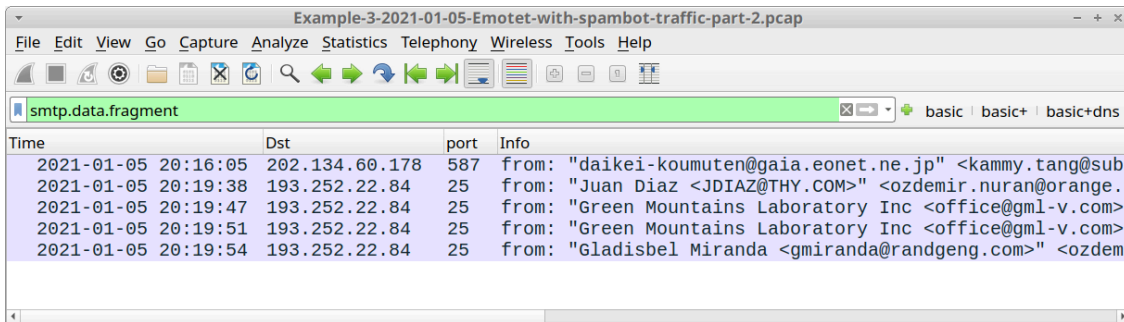 Example-3-2021-01-05-Emotet-with-spambot-traffic-part-2.pcap
File Edit View Go Capture Analyze Statistics Telephony Wireless Tools Help
smtp.data.fragment basic basic+ basic+dns
Time Dst port Info
2021-01-05 20:16:05 202.134.60.178 587 from: "daikei-koumuten@gaia.eonet.ne.jp" <kammy.tang@sub
2021-01-05 20:19:38 193.252.22.84 25 from: "Juan Diaz <JDIAZ@THY.COM>" <ozdemir.nuran@orange.
2021-01-05 20:19:47 193.252.22.84 25 from: "Green Mountains Laboratory Inc <office@gml-v.com>
2021-01-05 20:19:51 193.252.22.84 25 from: "Green Mountains Laboratory Inc <office@gml-v.com>
2021-01-05 20:19:54 193.252.22.84 25 from: "Gladisbel Miranda <gmiranda@randgeng.com>" <ozdem